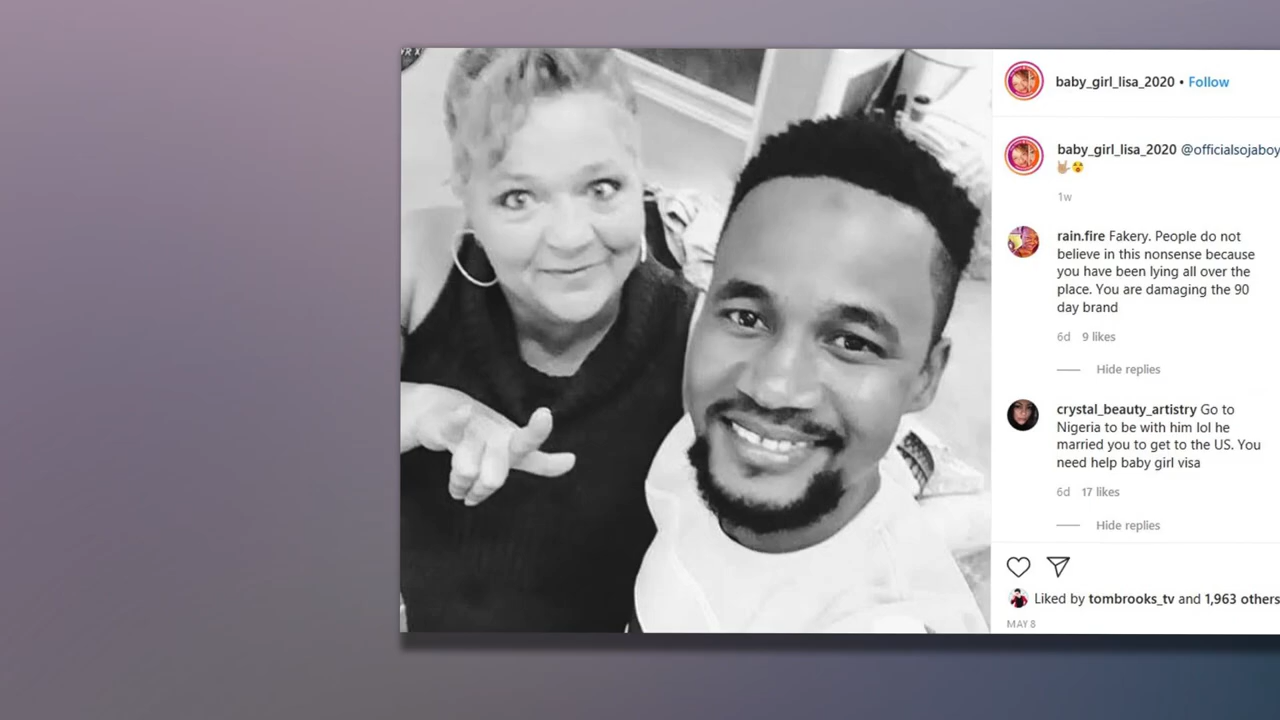 baby_girl_lisa_2020 • Follow
baby_girl_lisa_2020 @officialsojaboy
1w
rain.fire Fakery. People do not
believe in this nonsense because
you have been lying all over the
place. You are damaging the 90
day brand
6d 9 likes
Hide replies
crystal_beauty_artistry Go to
Nigeria to be with him lol he
married you to get to the US. You
need help baby girl visa
6d 17 likes
Hide replies
Liked by tombrooks_tv and 1,963 others
MAY 8